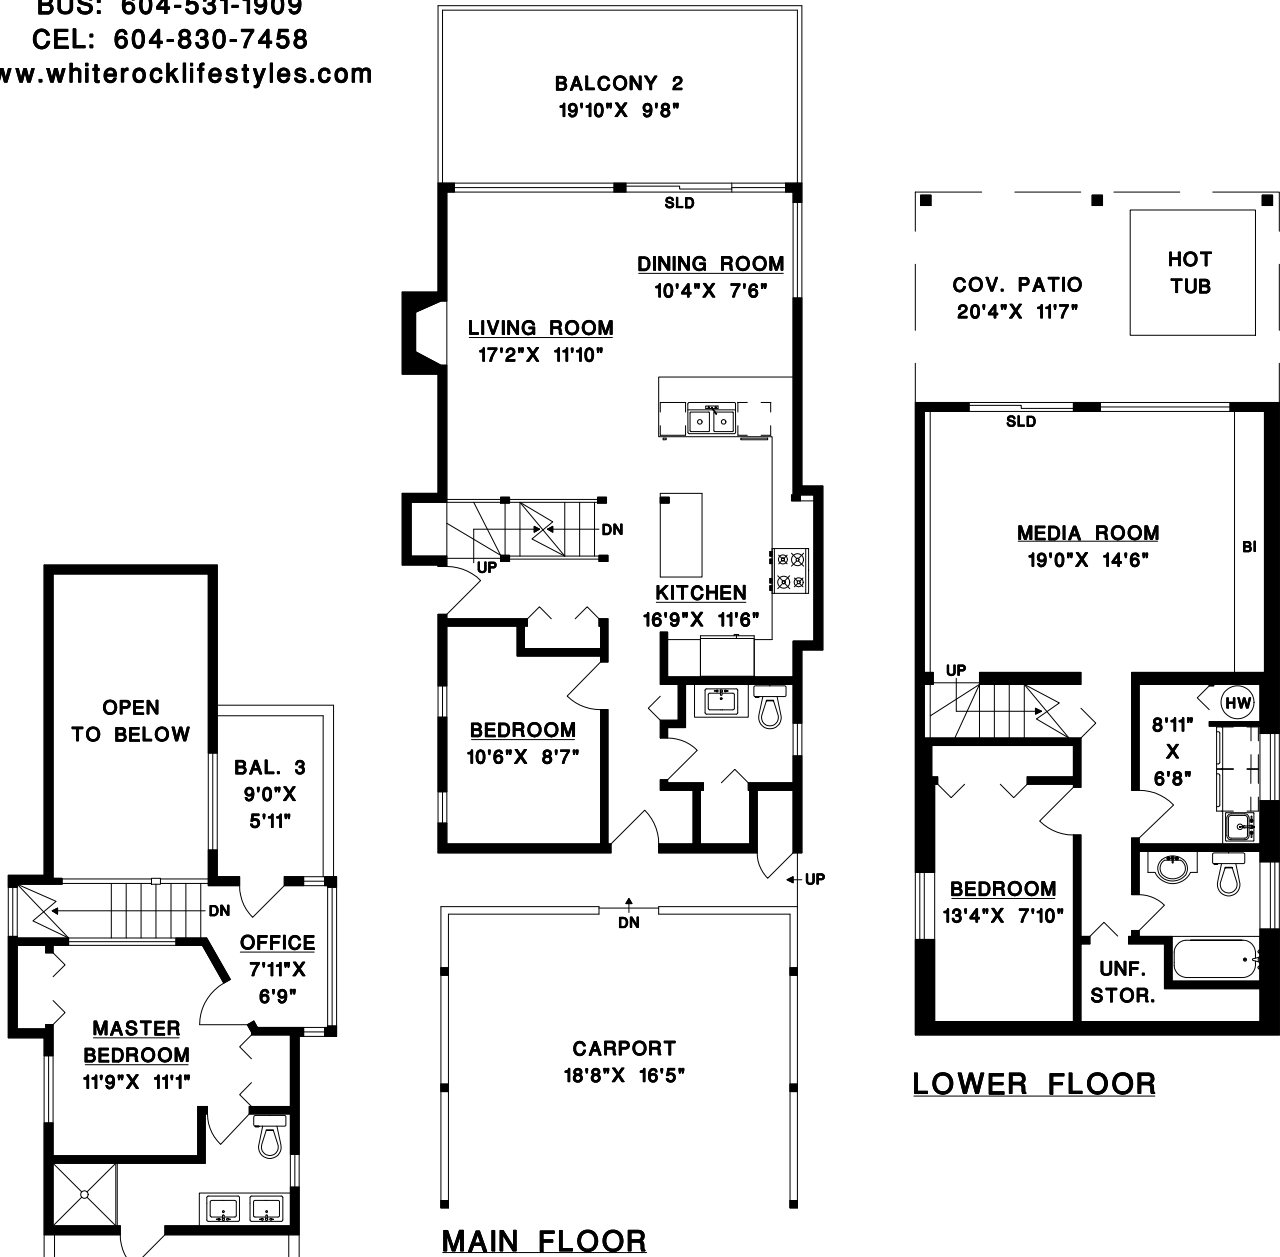 BUS: 604-531-1909
CEL: 604-830-7458
ww.whiterocklifestyles.com
BALCONY 2
19'10"X 9'8"
SLD
DINING ROOM
10'4"X 7'6"
LIVING ROOM
17'2"X 11'10"
DN
UP
KITCHEN
16'9"X 11'6"
BEDROOM
10'6"X 8'7"
UP
DN
CARPORT
18'8"X 16'5"
MAIN FLOOR
OPEN
TO BELOW
BAL. 3
9'0"X
5'11"
DN
OFFICE
7'11"X
6'9"
MASTER
BEDROOM
11'9"X 11'1"
HOT
TUB
COV. PATIO
20'4"X 11'7"
SLD
MEDIA ROOM
19'0"X 14'6"
BI
UP
HW
8'11"
X
6'8"
BEDROOM
13'4"X 7'10"
UNF.
STOR.
LOWER FLOOR